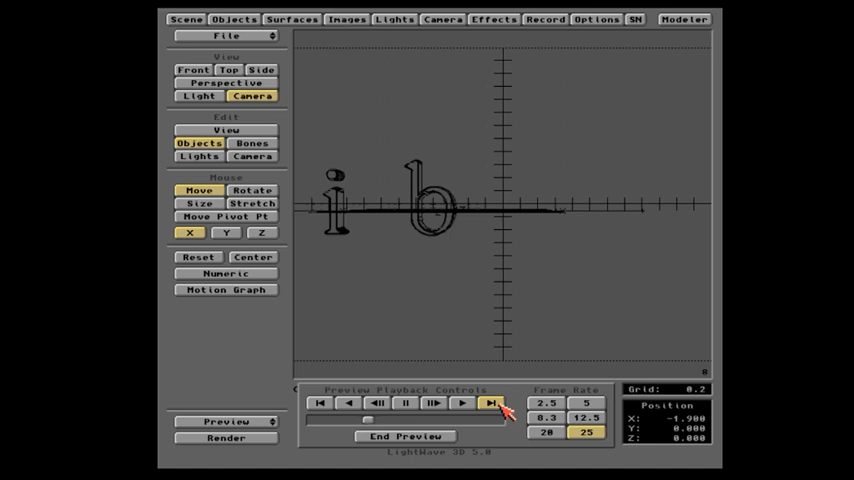 Scene Objects Surfaces Images Lights Camera Effects Record Options SN Modeler
File
View
Front Top Side
Perspective
Light Camera
Edit
View
Objects Bones
Lights Camera
Mouse
Move Rotate
Size Stretch
Move Pivot Pt
X Y Z
Reset Center
Numeric
Motion Graph
i b
8
Preview Playback Controls
Frame Rate
2.5 5
8.3 12.5
20 25
End Preview
Grid: 0.2
Position
X: -1.900
Y: 0.000
Z: 0.000
Preview
Render
LightWave 3D 5.0